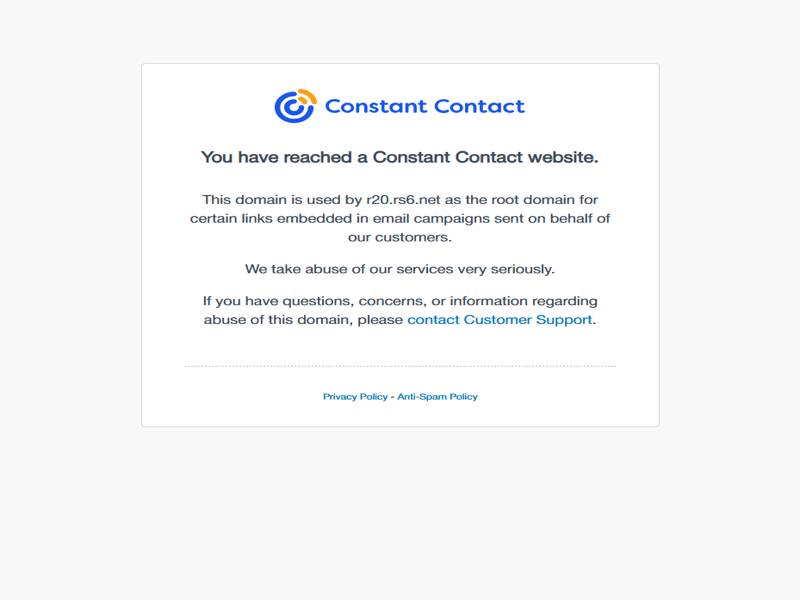 Constant Contact
You have reached a Constant Contact website.
This domain is used by r20.rs6.net as the root domain for
certain links embedded in email campaigns sent on behalf of
our customers.
We take abuse of our services very seriously.
If you have questions, concerns, or information regarding
abuse of this domain, please contact Customer Support.
Privacy Policy - Anti-Spam Policy